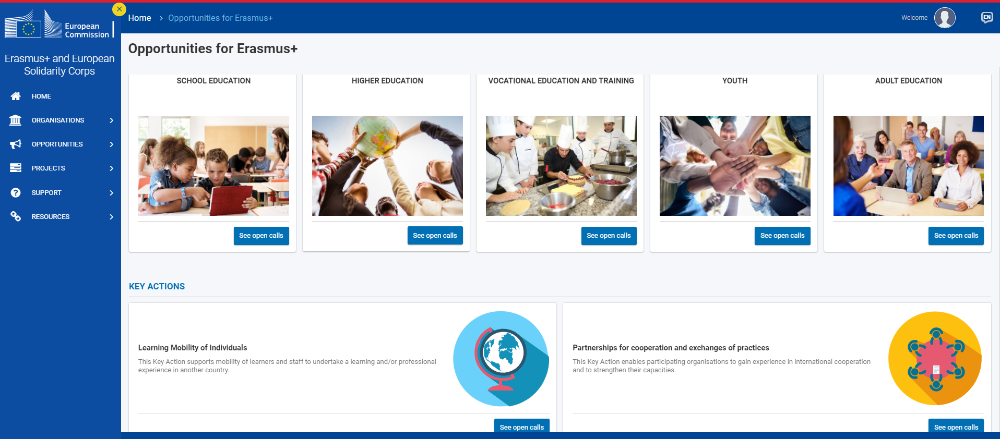 European
Commission
Erasmus+ and European
Solidarity Corps
HOME
ORGANISATIONS
OPPORTUNITIES
PROJECTS
SUPPORT
RESOURCES
Home > Opportunities for Erasmus+
Welcome
EN
Opportunities for Erasmus+
SCHOOL EDUCATION
See open calls
HIGHER EDUCATION
See open calls
VOCATIONAL EDUCATION AND TRAINING
See open calls
YOUTH
See open calls
ADULT EDUCATION
See open calls
KEY ACTIONS
Learning Mobility of Individuals
This Key Action supports mobility of learners and staff to undertake a learning and/or professional
experience in another country.
See open calls
Partnerships for cooperation and exchanges of practices
This Key Action enables participating organisations to gain experience in international cooperation
and to strengthen their capacities.
See open calls